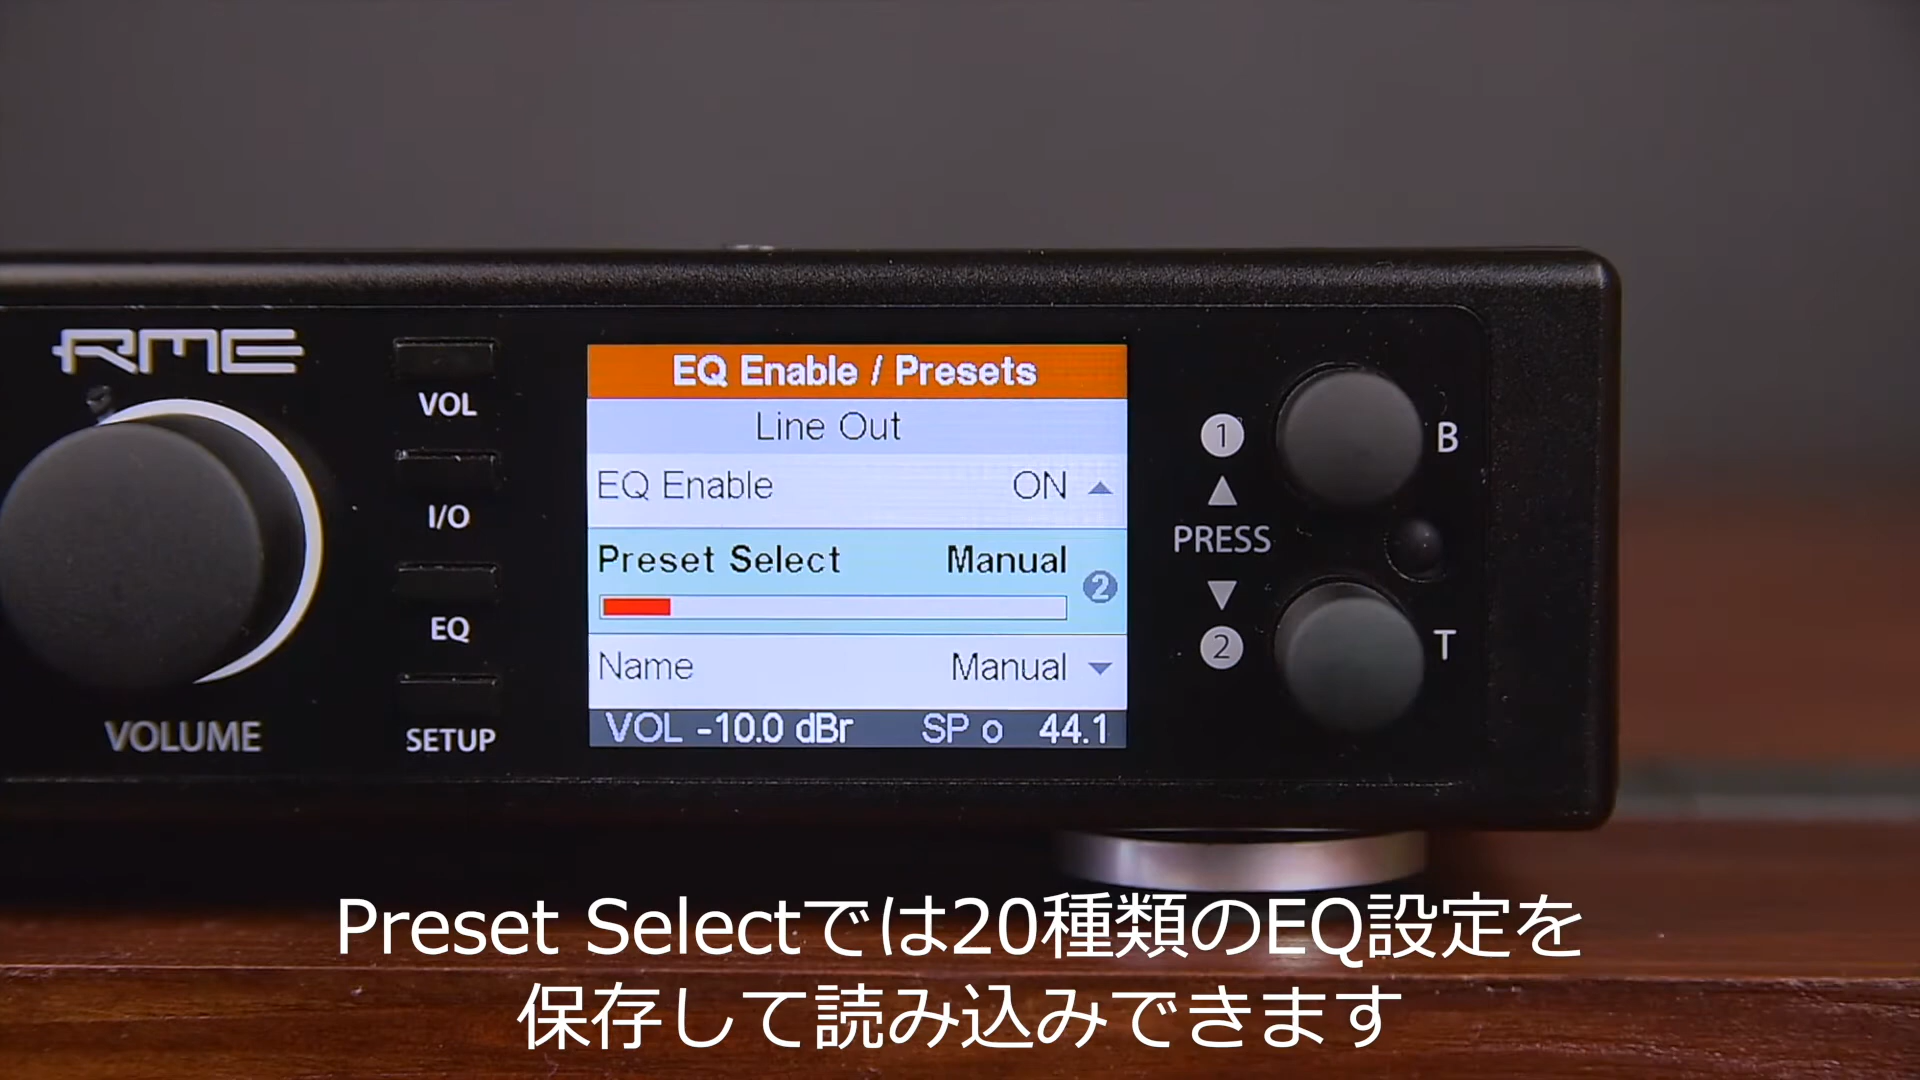 RME
VOL
I/O
EQ
SETUP
VOLUME
EQ Enable / Presets
Line Out
EQ Enable ON
Preset Select Manual
2
Name Manual
VOL -10.0 dBr SP o 44.1
1 B
PRESS
2 T
Preset Selectでは20種類のEQ設定を
保存して読み込みできます